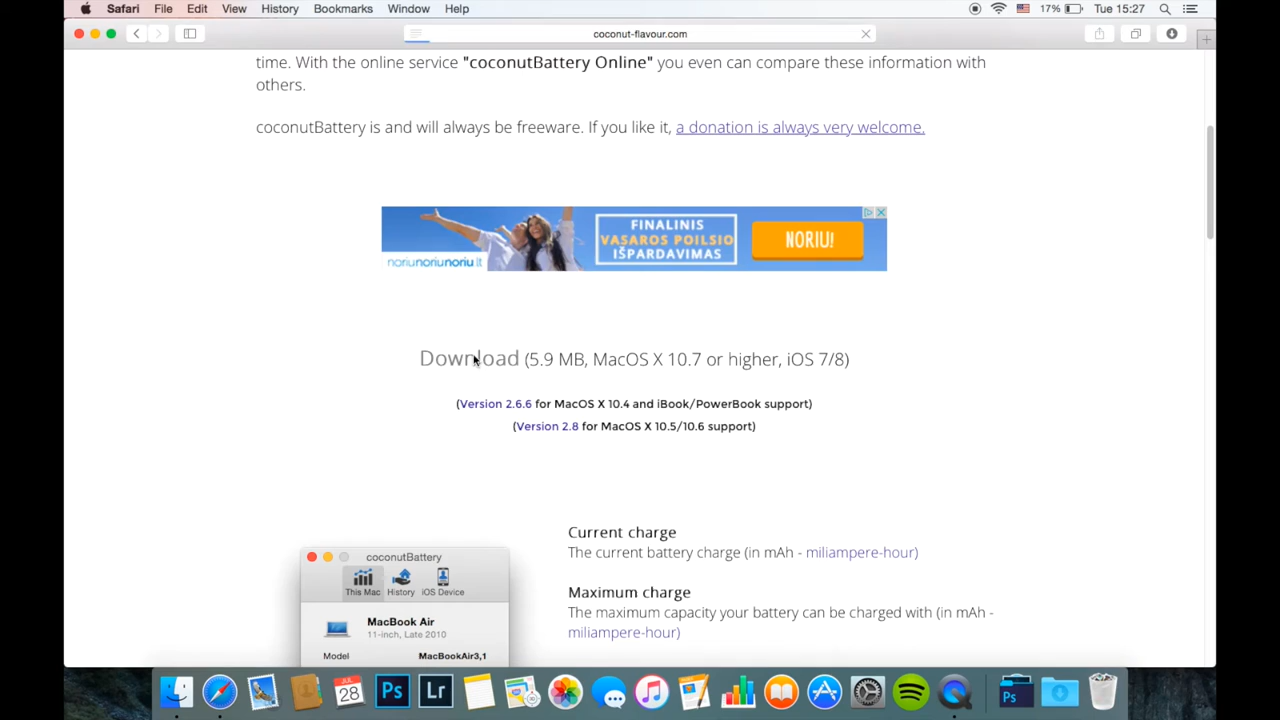 Safari File Edit View History Bookmarks Window Help 17% Tue 15:27
coconut-flavour.com
time. With the online service "coconutBattery Online" you even can compare these information with
others.
coconutBattery is and will always be freeware. If you like it, a donation is always very welcome.
FINALINIS
VASAROS POILSIO
IŠPARDAVIMAS
NORIU!
noriunoriunoriu.lt
Download (5.9 MB, MacOS X 10.7 or higher, iOS 7/8)
(Version 2.6.6 for MacOS X 10.4 and iBook/PowerBook support)
(Version 2.8 for MacOS X 10.5/10.6 support)
Current charge
The current battery charge (in mAh - miliampere-hour)
Maximum charge
The maximum capacity your battery can be charged with (in mAh -
miliampere-hour)
coconutBattery
This Mac History iOS Device
MacBook Air
11-inch, Late 2010
Model MacBookAir3,1
JUL
28
Ps
Lr
Ps